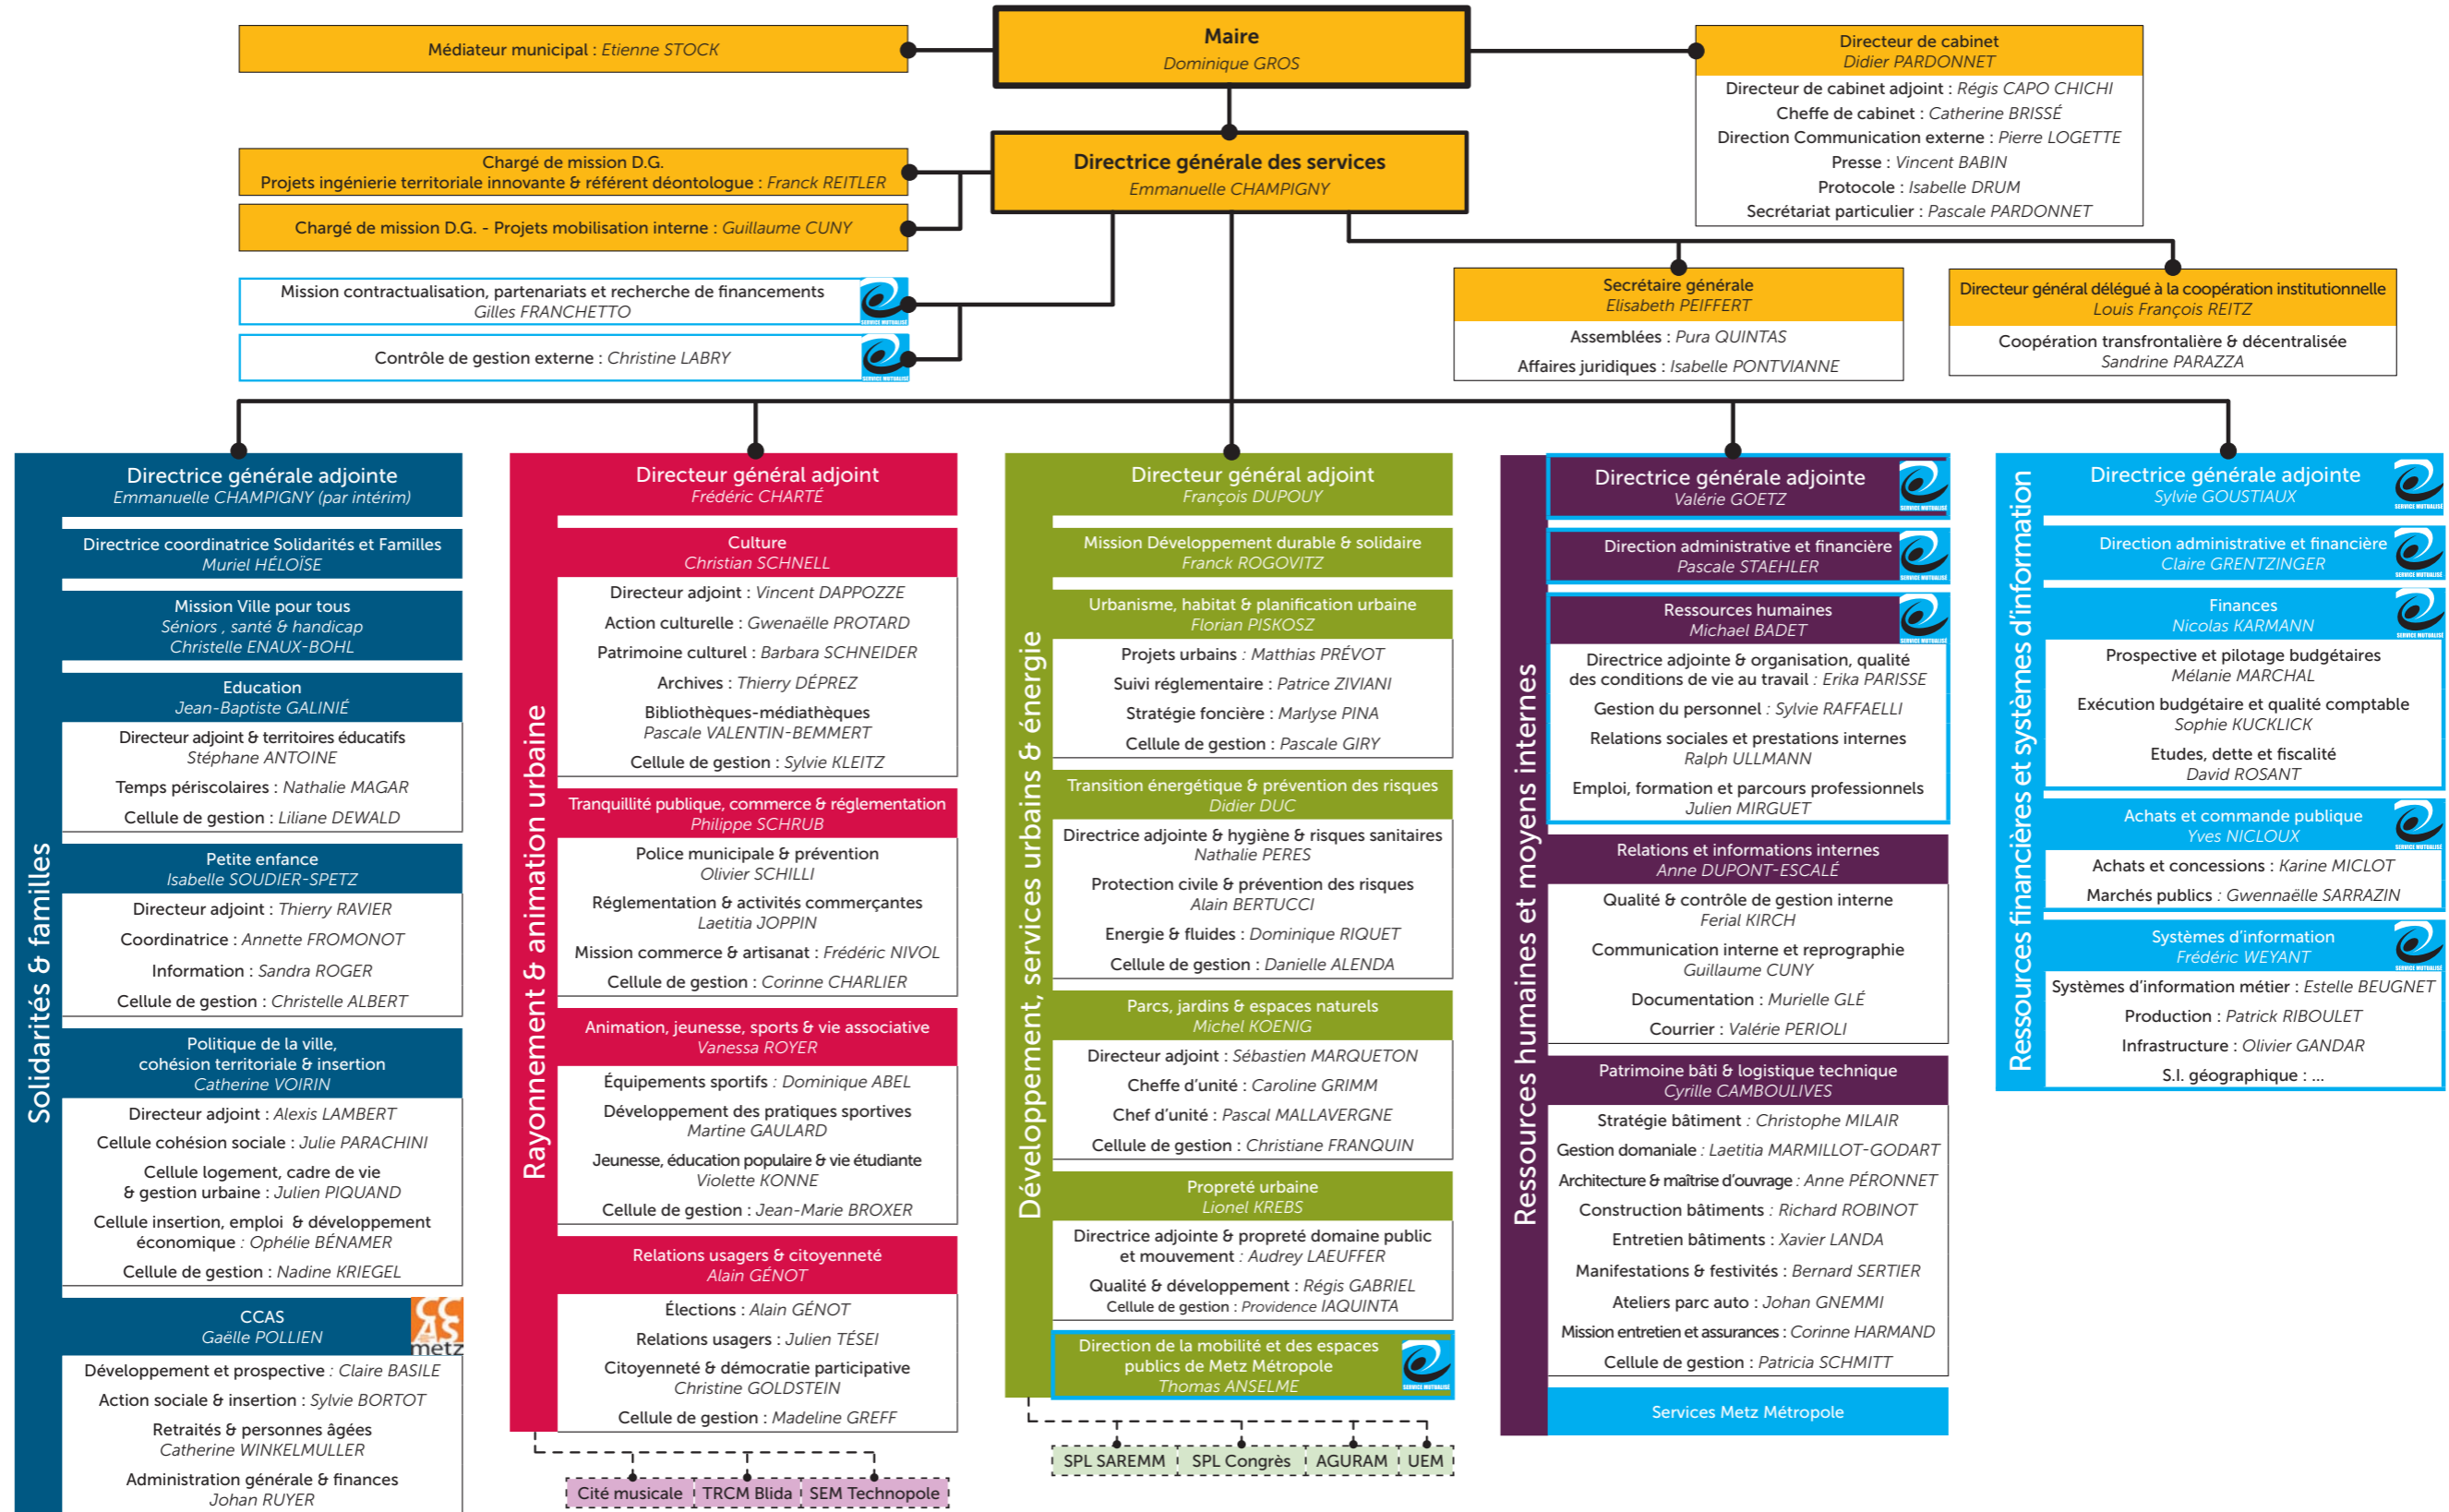 Médiateur municipal : Etienne STOCK
Maire
Dominique GROS
Directeur de cabinet
Didier PARDONNET
Directeur de cabinet adjoint : Régis CAPO CHICHI
Cheffe de cabinet : Catherine BRISSÉ
Direction Communication externe : Pierre LOGETTE
Presse : Vincent BABIN
Protocole : Isabelle DRUM
Secrétariat particulier : Pascale PARDONNET
Directrice générale des services
Emmanuelle CHAMPIGNY
Chargé de mission D.G.
Projets ingénierie territoriale innovante & référent déontologue : Franck REITLER
Chargé de mission D.G. - Projets mobilisation interne : Guillaume CUNY
Mission contractualisation, partenariats et recherche de financements
Gilles FRANCHETTO
SERVICE MUTUALISÉ
Contrôle de gestion externe : Christine LABRY
SERVICE MUTUALISÉ
Secrétaire générale
Elisabeth PEIFFERT
Assemblées : Pura QUINTAS
Affaires juridiques : Isabelle PONTVIANNE
Directeur général délégué à la coopération institutionnelle
Louis François REITZ
Coopération transfrontalière & décentralisée
Sandrine PARAZZA
Solidarités & familles
Directrice générale adjointe
Emmanuelle CHAMPIGNY (par intérim)
Directrice coordinatrice Solidarités et Familles
Muriel HÉLOÏSE
Mission Ville pour tous
Séniors , santé & handicap
Christelle ENAUX-BOHL
Education
Jean-Baptiste GALINIÉ
Directeur adjoint & territoires éducatifs
Stéphane ANTOINE
Temps périscolaires : Nathalie MAGAR
Cellule de gestion : Liliane DEWALD
Petite enfance
Isabelle SOUDIER-SPETZ
Directeur adjoint : Thierry RAVIER
Coordinatrice : Annette FROMONOT
Information : Sandra ROGER
Cellule de gestion : Christelle ALBERT
Politique de la ville,
cohésion territoriale & insertion
Catherine VOIRIN
Directeur adjoint : Alexis LAMBERT
Cellule cohésion sociale : Julie PARACHINI
Cellule logement, cadre de vie
& gestion urbaine : Julien PIQUAND
Cellule insertion, emploi & développement
économique : Ophélie BÉNAMER
Cellule de gestion : Nadine KRIEGEL
CCAS
Gaëlle POLLIEN
CC
AS
metz
Développement et prospective : Claire BASILE
Action sociale & insertion : Sylvie BORTOT
Retraités & personnes âgées
Catherine WINKELMULLER
Administration générale & finances
Johan RUYER
Rayonnement & animation urbaine
Directeur général adjoint
Frédéric CHARTÉ
Culture
Christian SCHNELL
Directeur adjoint : Vincent DAPPOZZE
Action culturelle : Gwenaëlle PROTARD
Patrimoine culturel : Barbara SCHNEIDER
Archives : Thierry DÉPREZ
Bibliothèques-médiathèques
Pascale VALENTIN-BEMMERT
Cellule de gestion : Sylvie KLEITZ
Tranquillité publique, commerce & réglementation
Philippe SCHRUB
Police municipale & prévention
Olivier SCHILLI
Réglementation & activités commerçantes
Laetitia JOPPIN
Mission commerce & artisanat : Frédéric NIVOL
Cellule de gestion : Corinne CHARLIER
Animation, jeunesse, sports & vie associative
Vanessa ROYER
Équipements sportifs : Dominique ABEL
Développement des pratiques sportives
Martine GAULARD
Jeunesse, éducation populaire & vie étudiante
Violette KONNE
Cellule de gestion : Jean-Marie BROXER
Relations usagers & citoyenneté
Alain GÉNOT
Élections : Alain GÉNOT
Relations usagers : Julien TÉSEI
Citoyenneté & démocratie participative
Christine GOLDSTEIN
Cellule de gestion : Madeline GREFF
Cité musicale
TRCM Blida
SEM Technopole
Développement, services urbains & énergie
Directeur général adjoint
François DUPOUY
Mission Développement durable & solidaire
Franck ROGOVITZ
Urbanisme, habitat & planification urbaine
Florian PISKOSZ
Projets urbains : Matthias PRÉVOT
Suivi réglementaire : Patrice ZIVIANI
Stratégie foncière : Marlyse PINA
Cellule de gestion : Pascale GIRY
Transition énergétique & prévention des risques
Didier DUC
Directrice adjointe & hygiène & risques sanitaires
Nathalie PERES
Protection civile & prévention des risques
Alain BERTUCCI
Energie & fluides : Dominique RIQUET
Cellule de gestion : Danielle ALENDA
Parcs, jardins & espaces naturels
Michel KOENIG
Directeur adjoint : Sébastien MARQUETON
Cheffe d'unité : Caroline GRIMM
Chef d'unité : Pascal MALLAVERGNE
Cellule de gestion : Christiane FRANQUIN
Propreté urbaine
Lionel KREBS
Directrice adjointe & propreté domaine public
et mouvement : Audrey LAEUFFER
Qualité & développement : Régis GABRIEL
Cellule de gestion : Providence IAQUINTA
Direction de la mobilité et des espaces
publics de Metz Métropole
Thomas ANSELME
SERVICE MUTUALISÉ
SPL SAREMM
SPL Congrès
AGURAM
UEM
Ressources humaines et moyens internes
Directrice générale adjointe
Valérie GOETZ
SERVICE MUTUALISÉ
Direction administrative et financière
Pascale STAEHLER
SERVICE MUTUALISÉ
Ressources humaines
Michael BADET
SERVICE MUTUALISÉ
Directrice adjointe & organisation, qualité
des conditions de vie au travail : Erika PARISSE
Gestion du personnel : Sylvie RAFFAELLI
Relations sociales et prestations internes
Ralph ULLMANN
Emploi, formation et parcours professionnels
Julien MIRGUET
Relations et informations internes
Anne DUPONT-ESCALÉ
Qualité & contrôle de gestion interne
Ferial KIRCH
Communication interne et reprographie
Guillaume CUNY
Documentation : Murielle GLÉ
Courrier : Valérie PERIOLI
Patrimoine bâti & logistique technique
Cyrille CAMBOULIVES
Stratégie bâtiment : Christophe MILAIR
Gestion domaniale : Laetitia MARMILLOT-GODART
Architecture & maîtrise d'ouvrage : Anne PÉRONNET
Construction bâtiments : Richard ROBINOT
Entretien bâtiments : Xavier LANDA
Manifestations & festivités : Bernard SERTIER
Ateliers parc auto : Johan GNEMMI
Mission entretien et assurances : Corinne HARMAND
Cellule de gestion : Patricia SCHMITT
Services Metz Métropole
Ressources financières et systèmes d'information
Directrice générale adjointe
Sylvie GOUSTIAUX
SERVICE MUTUALISÉ
Direction administrative et financière
Claire GRENTZINGER
SERVICE MUTUALISÉ
Finances
Nicolas KARMANN
SERVICE MUTUALISÉ
Prospective et pilotage budgétaires
Mélanie MARCHAL
Exécution budgétaire et qualité comptable
Sophie KUCKLICK
Etudes, dette et fiscalité
David ROSANT
Achats et commande publique
Yves NICLOUX
SERVICE MUTUALISÉ
Achats et concessions : Karine MICLOT
Marchés publics : Gwennaëlle SARRAZIN
Systèmes d'information
Frédéric WEYANT
SERVICE MUTUALISÉ
Systèmes d'information métier : Estelle BEUGNET
Production : Patrick RIBOULET
Infrastructure : Olivier GANDAR
S.I. géographique : ...